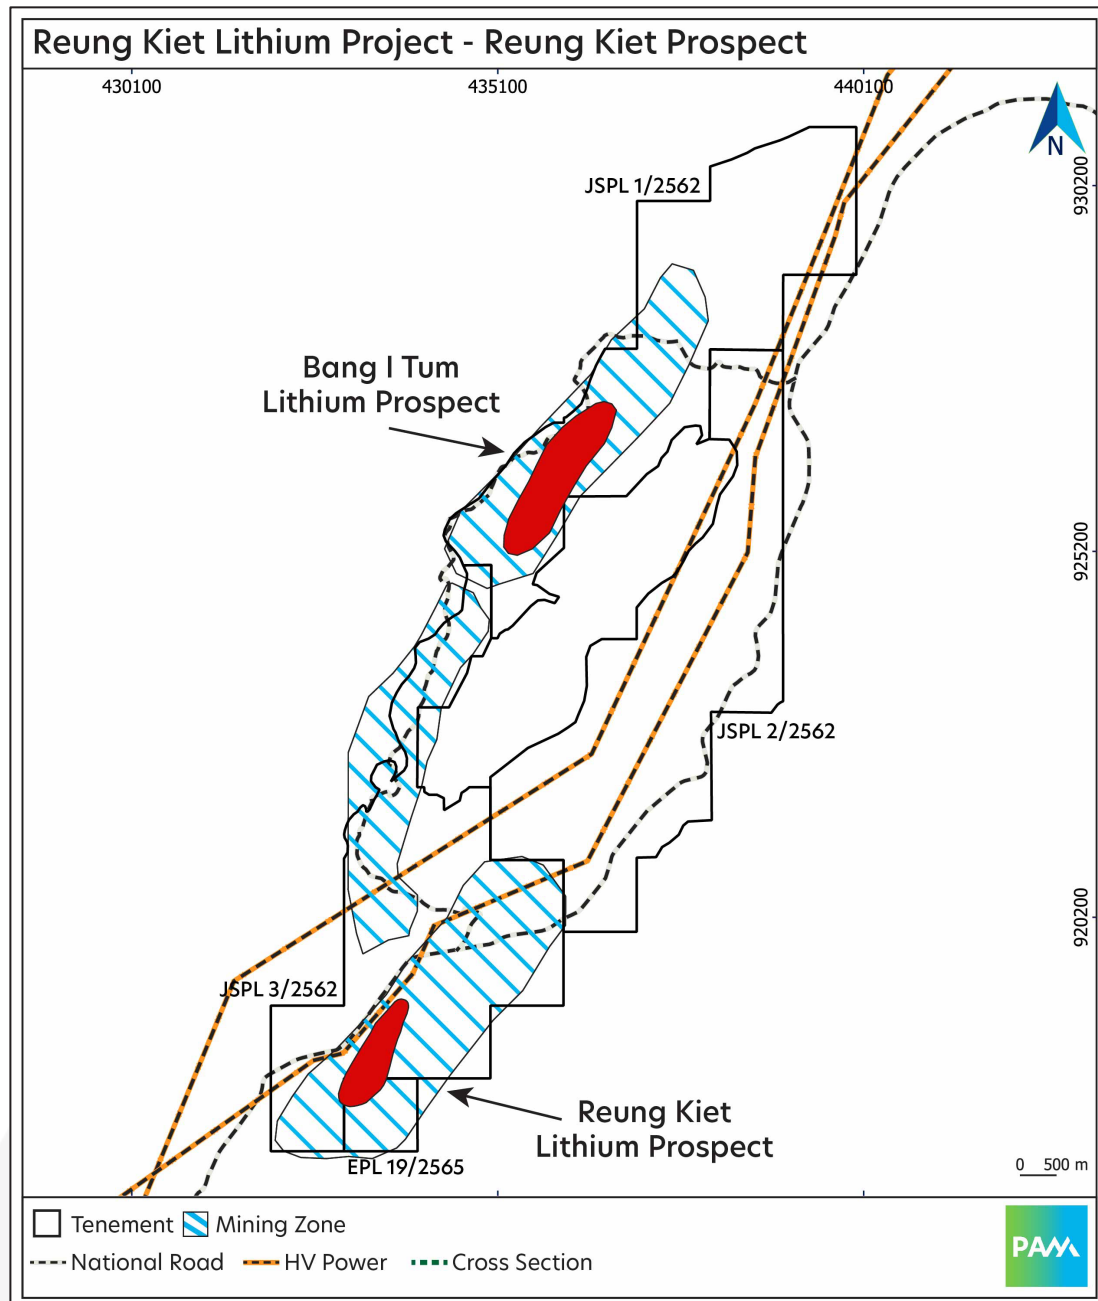 Reung Kiet Lithium Project - Reung Kiet Prospect
430100
435100
440100
N
930200
JSPL 1/2562
Bang I Tum
Lithium Prospect
925200
JSPL 2/2562
920200
JSPL 3/2562
Reung Kiet
Lithium Prospect
EPL 19/2565
0 500 m
Tenement
Mining Zone
National Road
HV Power
Cross Section
PAM